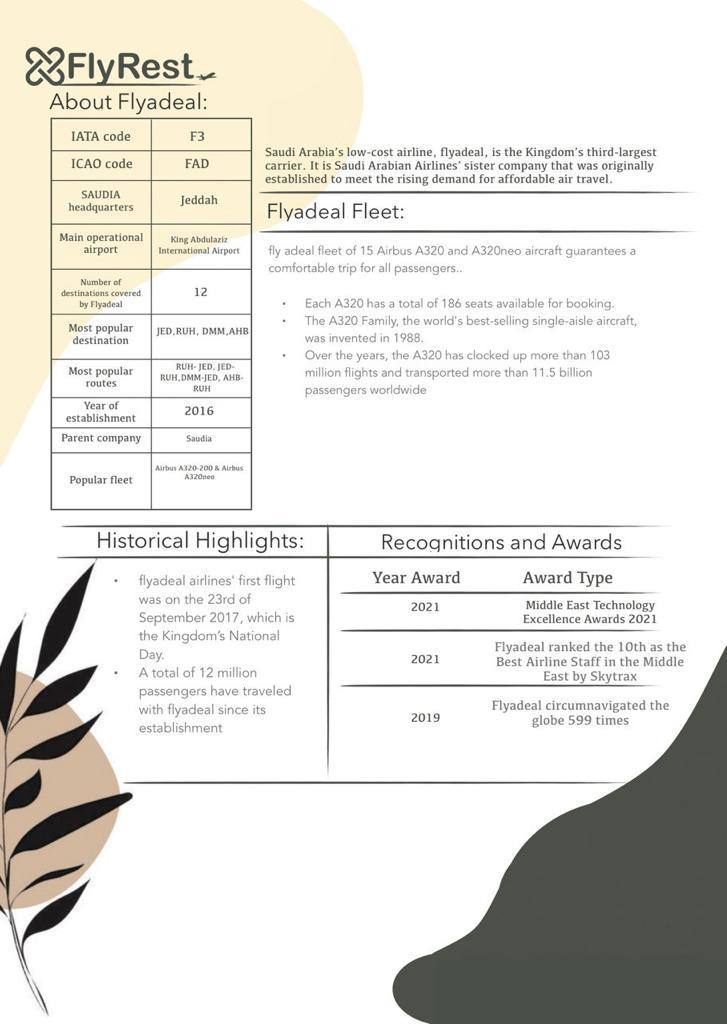 FlyRest
About Flyadeal:
IATA code F3
ICAO code FAD
SAUDIA
headquarters
Jeddah
Main operational
airport
King Abdulaziz
International Airport
Number of
destinations covered
by Flyadeal
12
Most popular
destination
JED,RUH, DMM,AHB
Most popular
routes
RUH- JED, JED-
RUH,DMM-JED, AHB-
RUH
Year of
establishment
2016
Parent company Saudia
Popular fleet
Airbus A320-200 & Airbus
A320neo
Saudi Arabia's low-cost airline, flyadeal, is the Kingdom's third-largest
carrier. It is Saudi Arabian Airlines' sister company that was originally
established to meet the rising demand for affordable air travel.
Flyadeal Fleet:
fly adeal fleet of 15 Airbus A320 and A320neo aircraft guarantees a
comfortable trip for all passengers..
• Each A320 has a total of 186 seats available for booking.
• The A320 Family, the world's best-selling single-aisle aircraft,
was invented in 1988.
• Over the years, the A320 has clocked up more than 103
million flights and transported more than 11.5 billion
passengers worldwide
Historical Highlights:
• flyadeal airlines' first flight
was on the 23rd of
September 2017, which is
the Kingdom's National
Day.
• A total of 12 million
passengers have traveled
with flyadeal since its
establishment
Recognitions and Awards
Year Award Award Type
2021
Middle East Technology
Excellence Awards 2021
2021
Flyadeal ranked the 10th as the
Best Airline Staff in the Middle
East by Skytrax
2019
Flyadeal circumnavigated the
globe 599 times